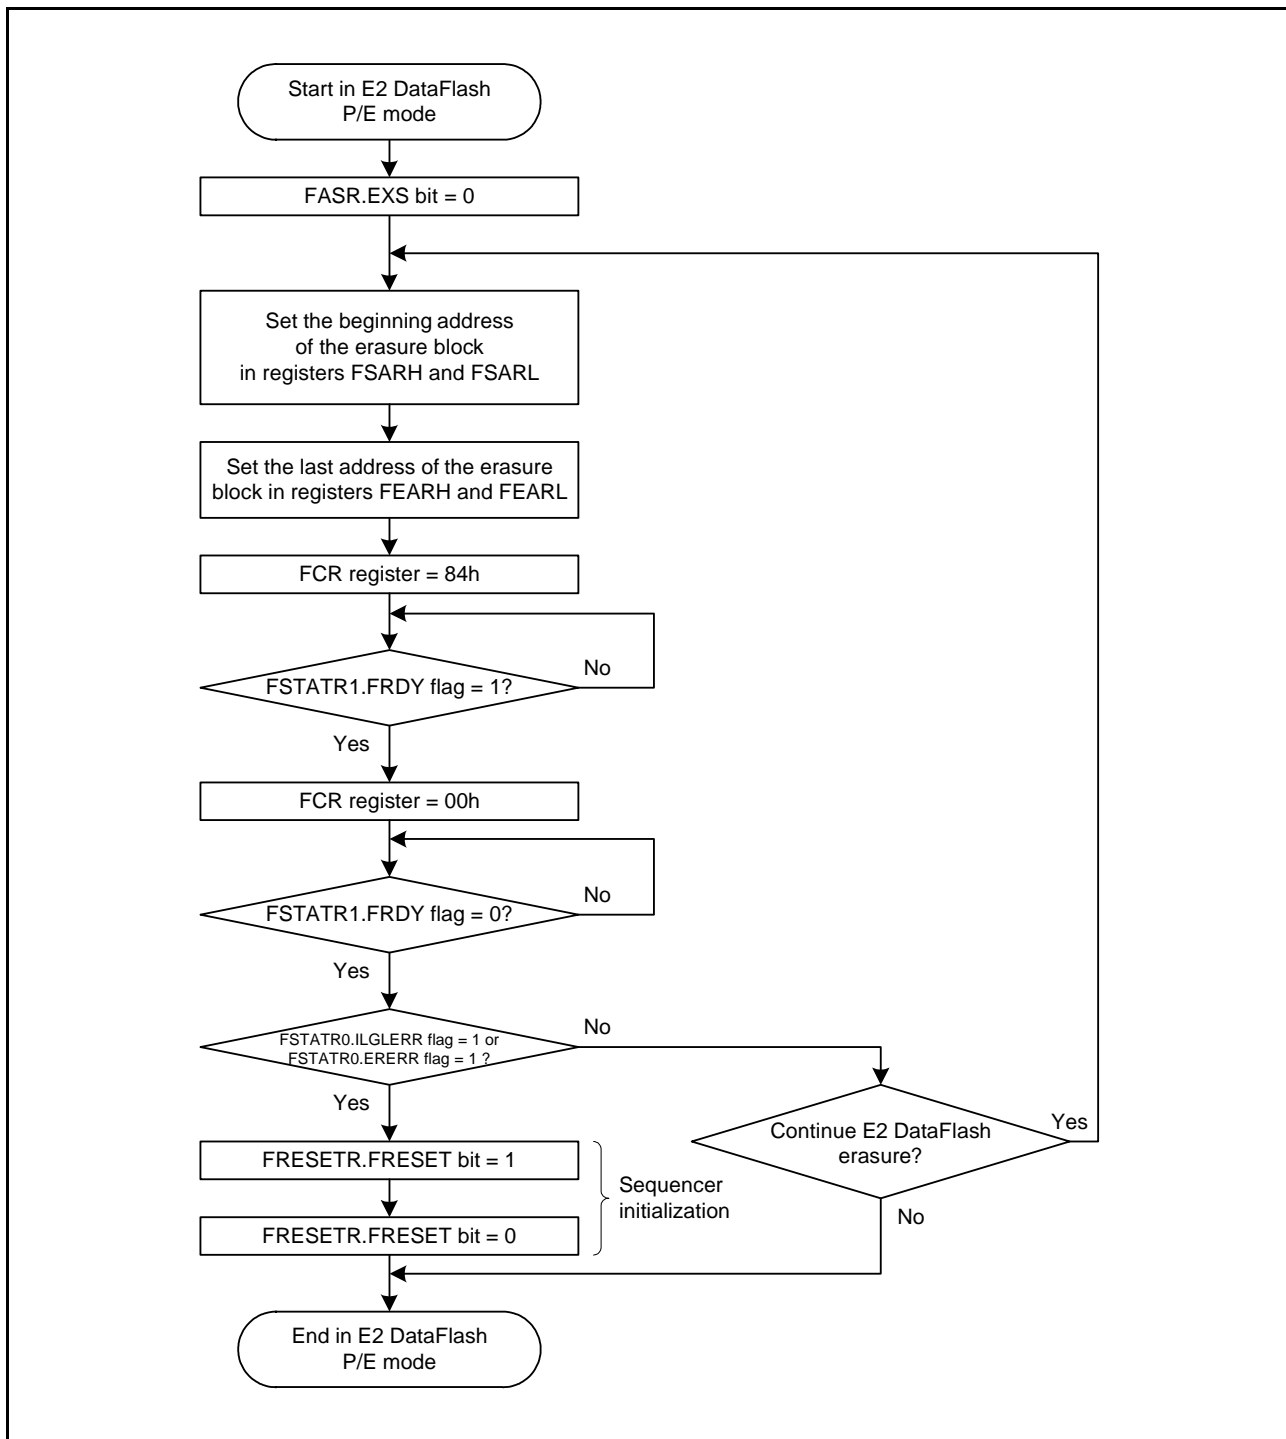 Start in E2 DataFlash
P/E mode
FASR.EXS bit = 0
Set the beginning address
of the erasure block
in registers FSARH and FSARL
Set the last address of the erasure
block in registers FEARH and FEARL
FCR register = 84h
FSTATR1.FRDY flag = 1?
No
Yes
FCR register = 00h
FSTATR1.FRDY flag = 0?
No
Yes
FSTATR0.ILGLERR flag = 1 or
FSTATR0.ERERR flag = 1 ?
No
Yes
Continue E2 DataFlash
erasure?
Yes
No
FRESETR.FRESET bit = 1
FRESETR.FRESET bit = 0
Sequencer
initialization
End in E2 DataFlash
P/E mode